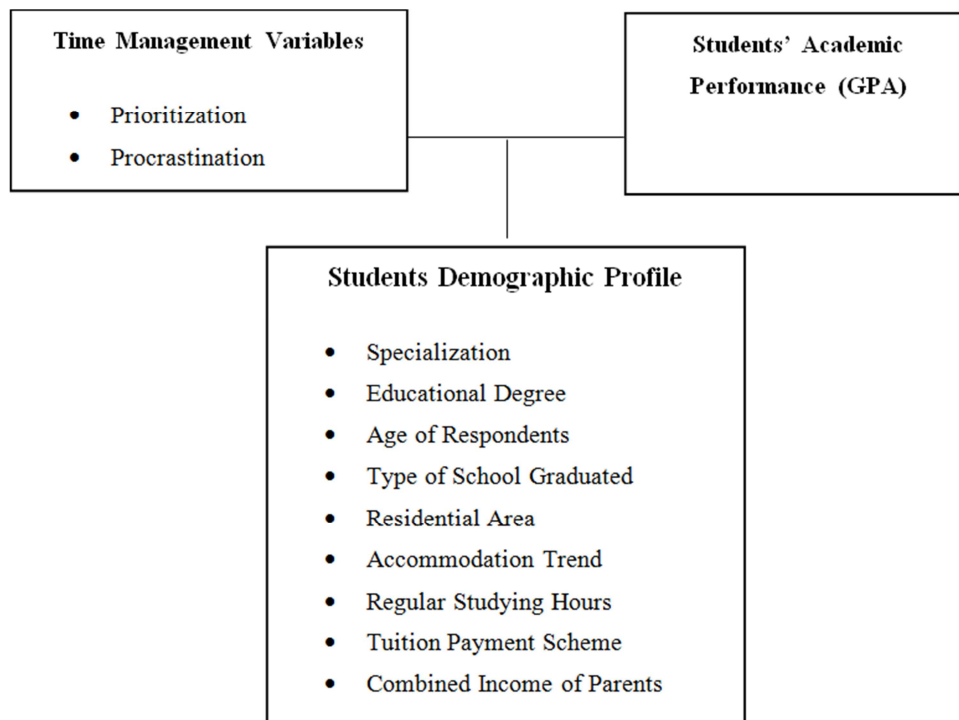 Time Management Variables
• Prioritization
• Procrastination
Students’ Academic
Performance (GPA)
Students Demographic Profile
• Specialization
• Educational Degree
• Age of Respondents
• Type of School Graduated
• Residential Area
• Accommodation Trend
• Regular Studying Hours
• Tuition Payment Scheme
• Combined Income of Parents